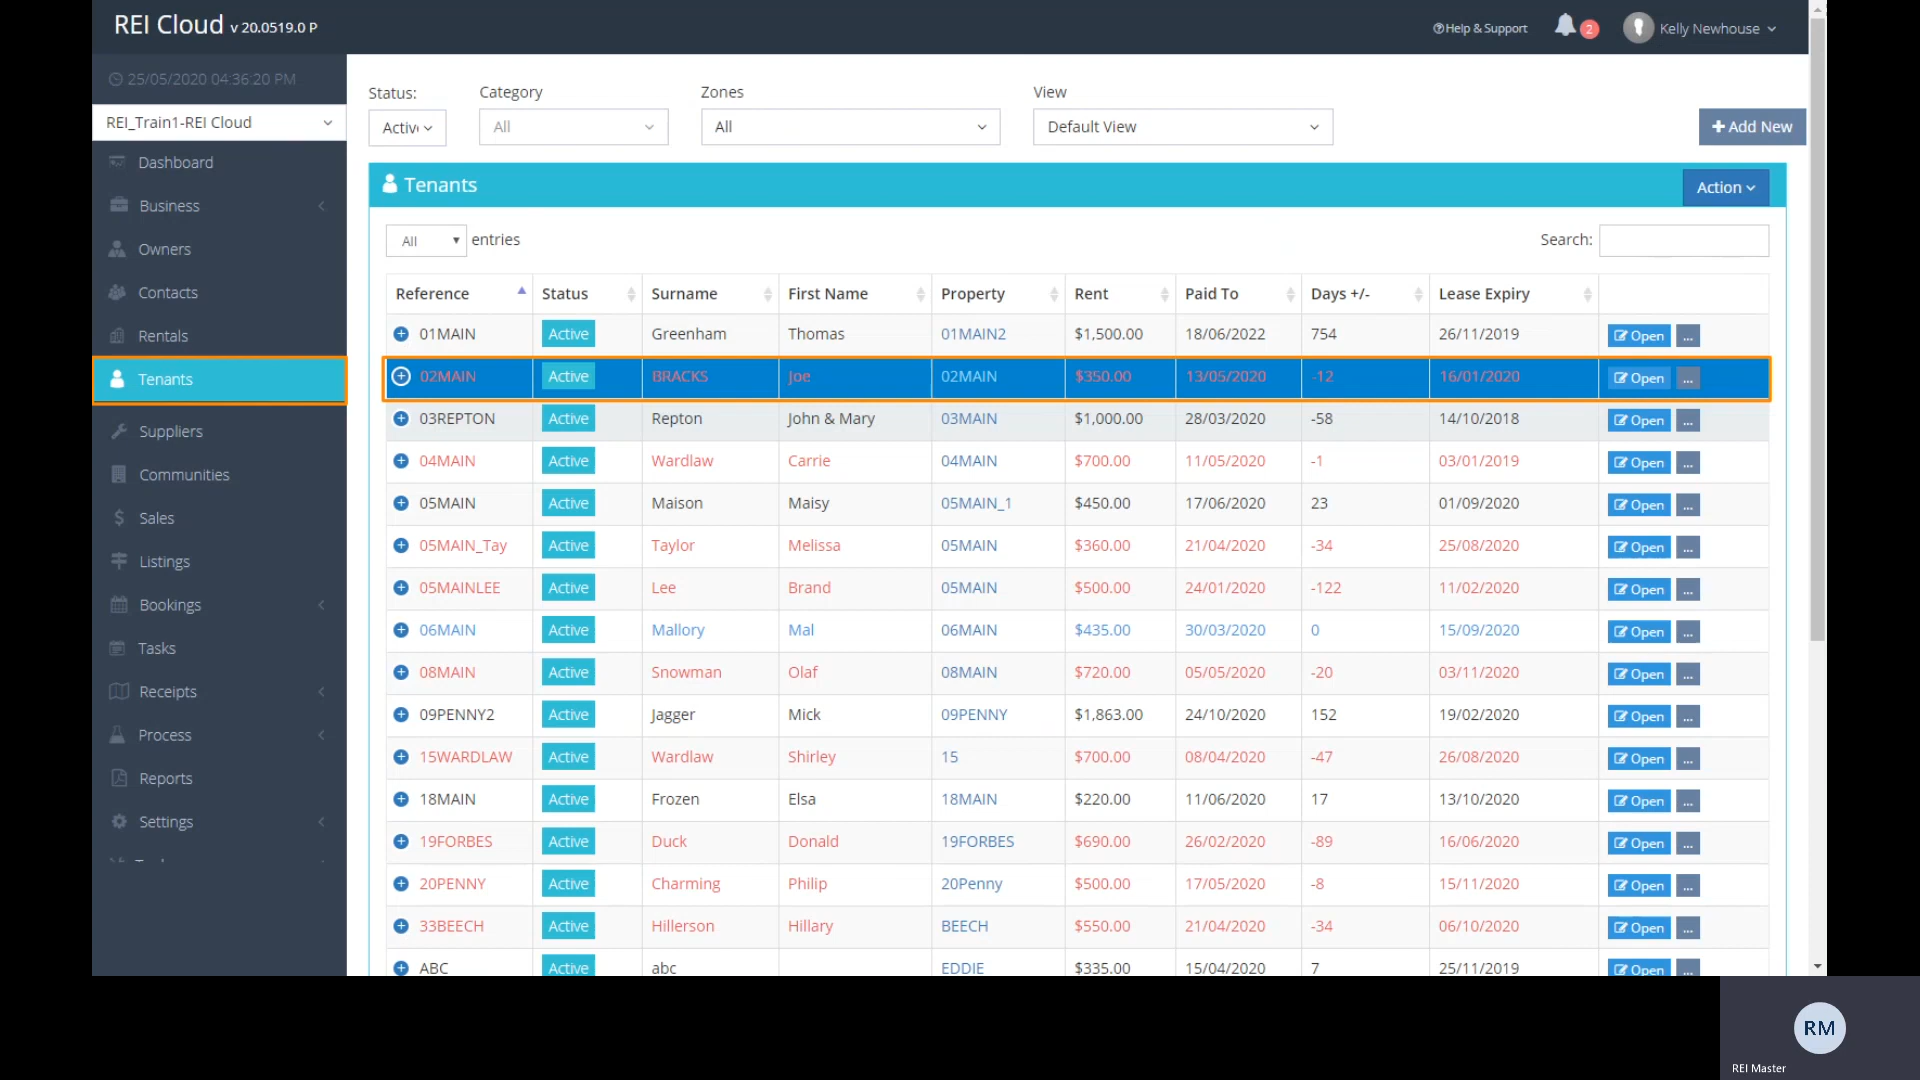 REI Cloud v 20.0519.0 P
Help & Support
2
Kelly Newhouse
25/05/2020 04:36:20 PM
REI_Train1-REI Cloud
Dashboard
Business
Owners
Contacts
Rentals
Tenants
Suppliers
Communities
Sales
Listings
Bookings
Tasks
Receipts
Process
Reports
Settings
Status: Category Zones View
Active All All Default View
+ Add New
Tenants
Action
All entries
Search:
Reference Status Surname First Name Property Rent Paid To Days +/- Lease Expiry
01MAIN Active Greenham Thomas 01MAIN2 $1,500.00 18/06/2022 754 26/11/2019 Open ...
02MAIN Active BRACKS Joe 02MAIN $350.00 13/05/2020 -12 16/01/2020 Open ...
03REPTON Active Repton John & Mary 03MAIN $1,000.00 28/03/2020 -58 14/10/2018 Open ...
04MAIN Active Wardlaw Carrie 04MAIN $700.00 11/05/2020 -1 03/01/2019 Open ...
05MAIN Active Maison Maisy 05MAIN_1 $450.00 17/06/2020 23 01/09/2020 Open ...
05MAIN_Tay Active Taylor Melissa 05MAIN $360.00 21/04/2020 -34 25/08/2020 Open ...
05MAINLEE Active Lee Brand 05MAIN $500.00 24/01/2020 -122 11/02/2020 Open ...
06MAIN Active Mallory Mal 06MAIN $435.00 30/03/2020 0 15/09/2020 Open ...
08MAIN Active Snowman Olaf 08MAIN $720.00 05/05/2020 -20 03/11/2020 Open ...
09PENNY2 Active Jagger Mick 09PENNY $1,863.00 24/10/2020 152 19/02/2020 Open ...
15WARDLAW Active Wardlaw Shirley 15 $700.00 08/04/2020 -47 26/08/2020 Open ...
18MAIN Active Frozen Elsa 18MAIN $220.00 11/06/2020 17 13/10/2020 Open ...
19FORBES Active Duck Donald 19FORBES $690.00 26/02/2020 -89 16/06/2020 Open ...
20PENNY Active Charming Philip 20Penny $500.00 17/05/2020 -8 15/11/2020 Open ...
33BEECH Active Hillerson Hillary BEECH $550.00 21/04/2020 -34 06/10/2020 Open ...
ABC Active abc EDDIE $335.00 15/04/2020 7 25/11/2019 Open ...
RM
REI Master